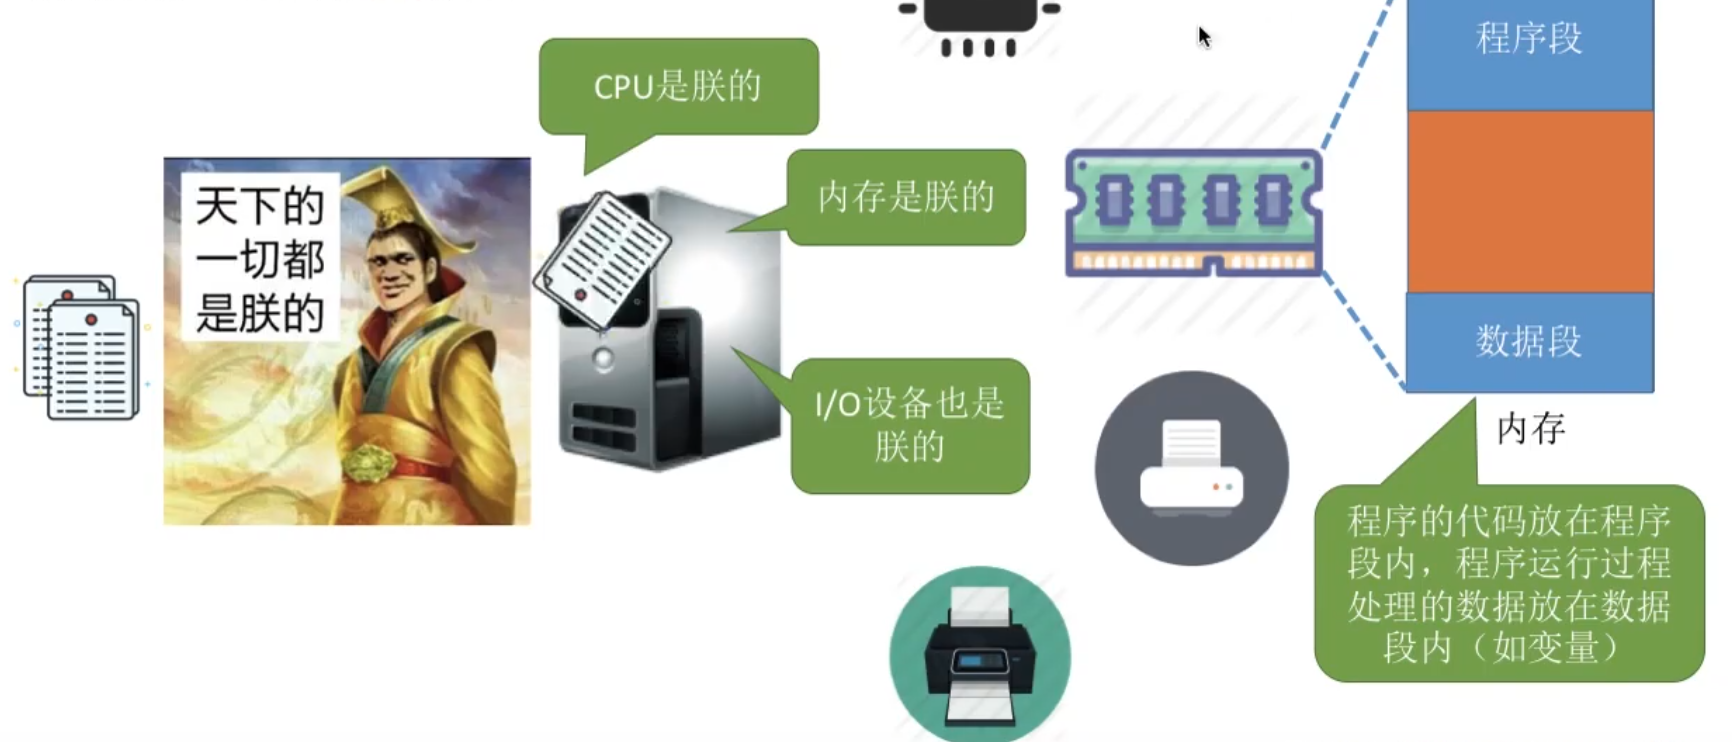 程序段
CPU是朕的
天下的
一切都
是朕的
内存是朕的
I/O设备也是
朕的
数据段
内存
程序的代码放在程序
段内，程序运行过程
处理的数据放在数据
段内（如变量）